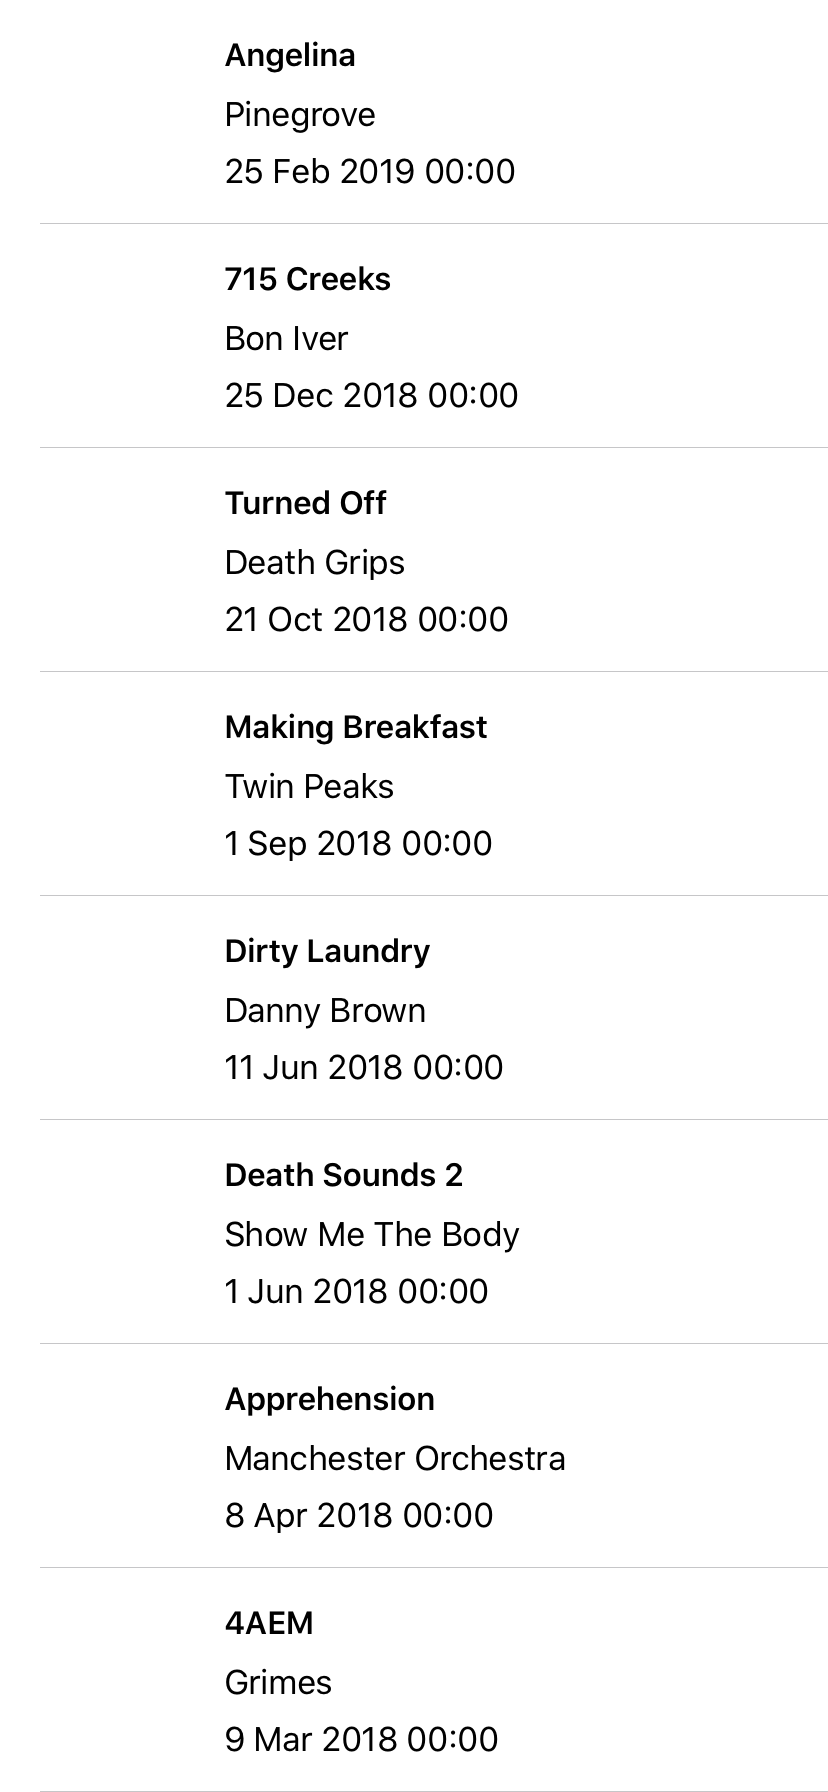 Angelina
Pinegrove
25 Feb 2019 00:00
715 Creeks
Bon Iver
25 Dec 2018 00:00
Turned Off
Death Grips
21 Oct 2018 00:00
Making Breakfast
Twin Peaks
1 Sep 2018 00:00
Dirty Laundry
Danny Brown
11 Jun 2018 00:00
Death Sounds 2
Show Me The Body
1 Jun 2018 00:00
Apprehension
Manchester Orchestra
8 Apr 2018 00:00
4AEM
Grimes
9 Mar 2018 00:00